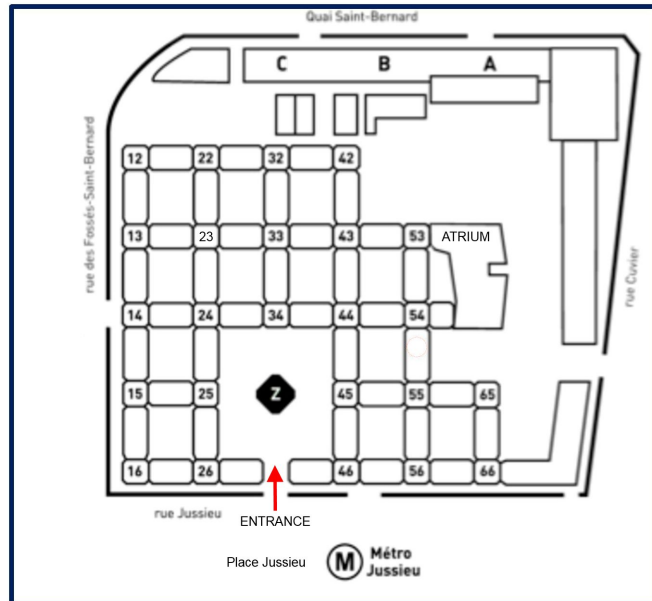 Quai Saint-Bernard
C B A
rue des Fossés-Saint-Bernard
12 22 32 42
13 23 33 43 53 ATRIUM
rue Cuvier
14 24 34 44 54
15 25 Z 45 55 65
16 26 46 56 66
rue Jussieu
ENTRANCE
Place Jussieu
M
Métro
Jussieu